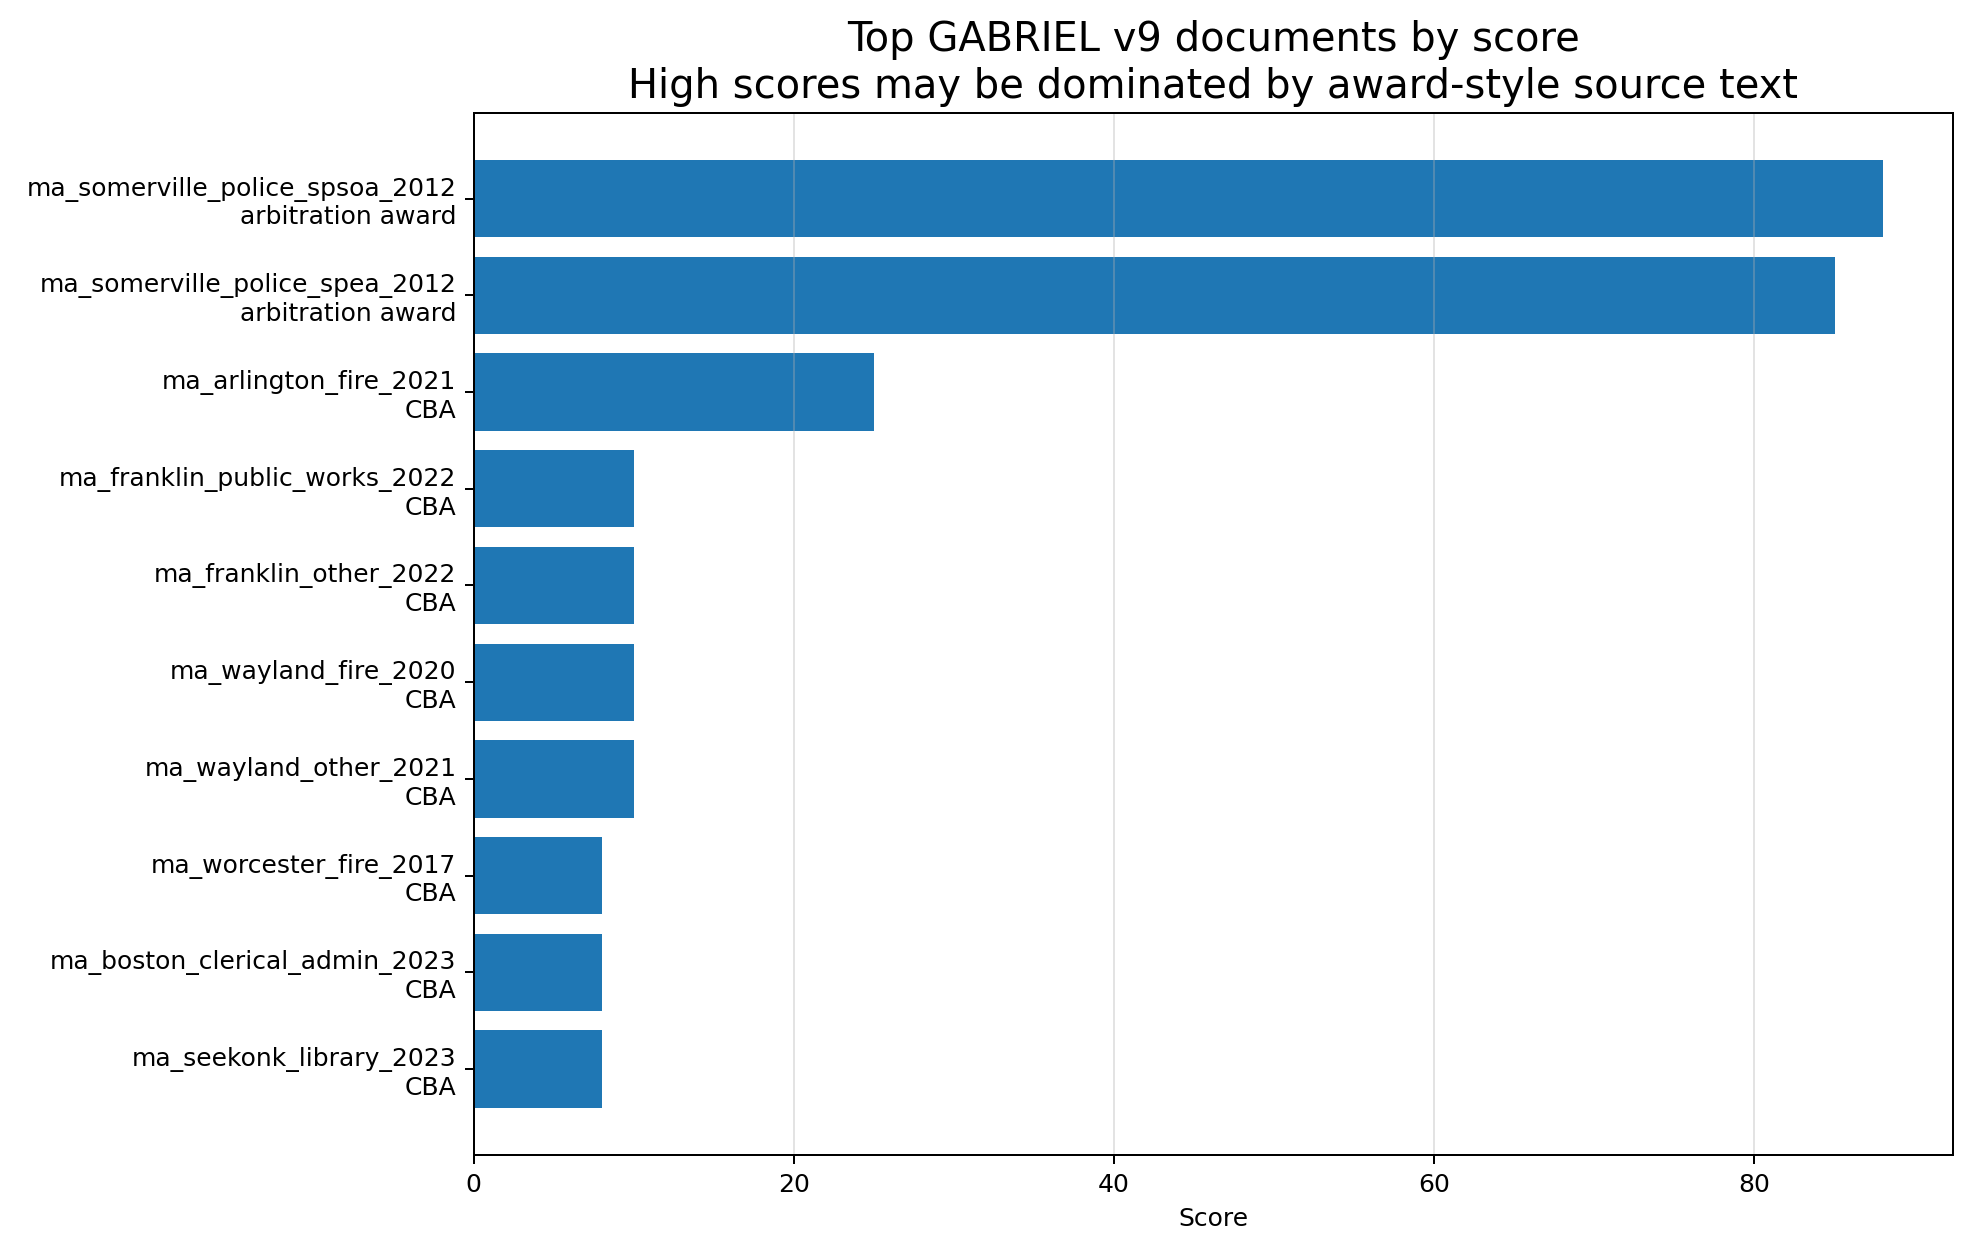 Top GABRIEL v9 documents by score
High scores may be dominated by award-style source text
ma_somerville_police_spsoa_2012
arbitration award
ma_somerville_police_spea_2012
arbitration award
ma_arlington_fire_2021
CBA
ma_franklin_public_works_2022
CBA
ma_franklin_other_2022
CBA
ma_wayland_fire_2020
CBA
ma_wayland_other_2021
CBA
ma_worcester_fire_2017
CBA
ma_boston_clerical_admin_2023
CBA
ma_seekonk_library_2023
CBA
0 20 40 60 80
Score